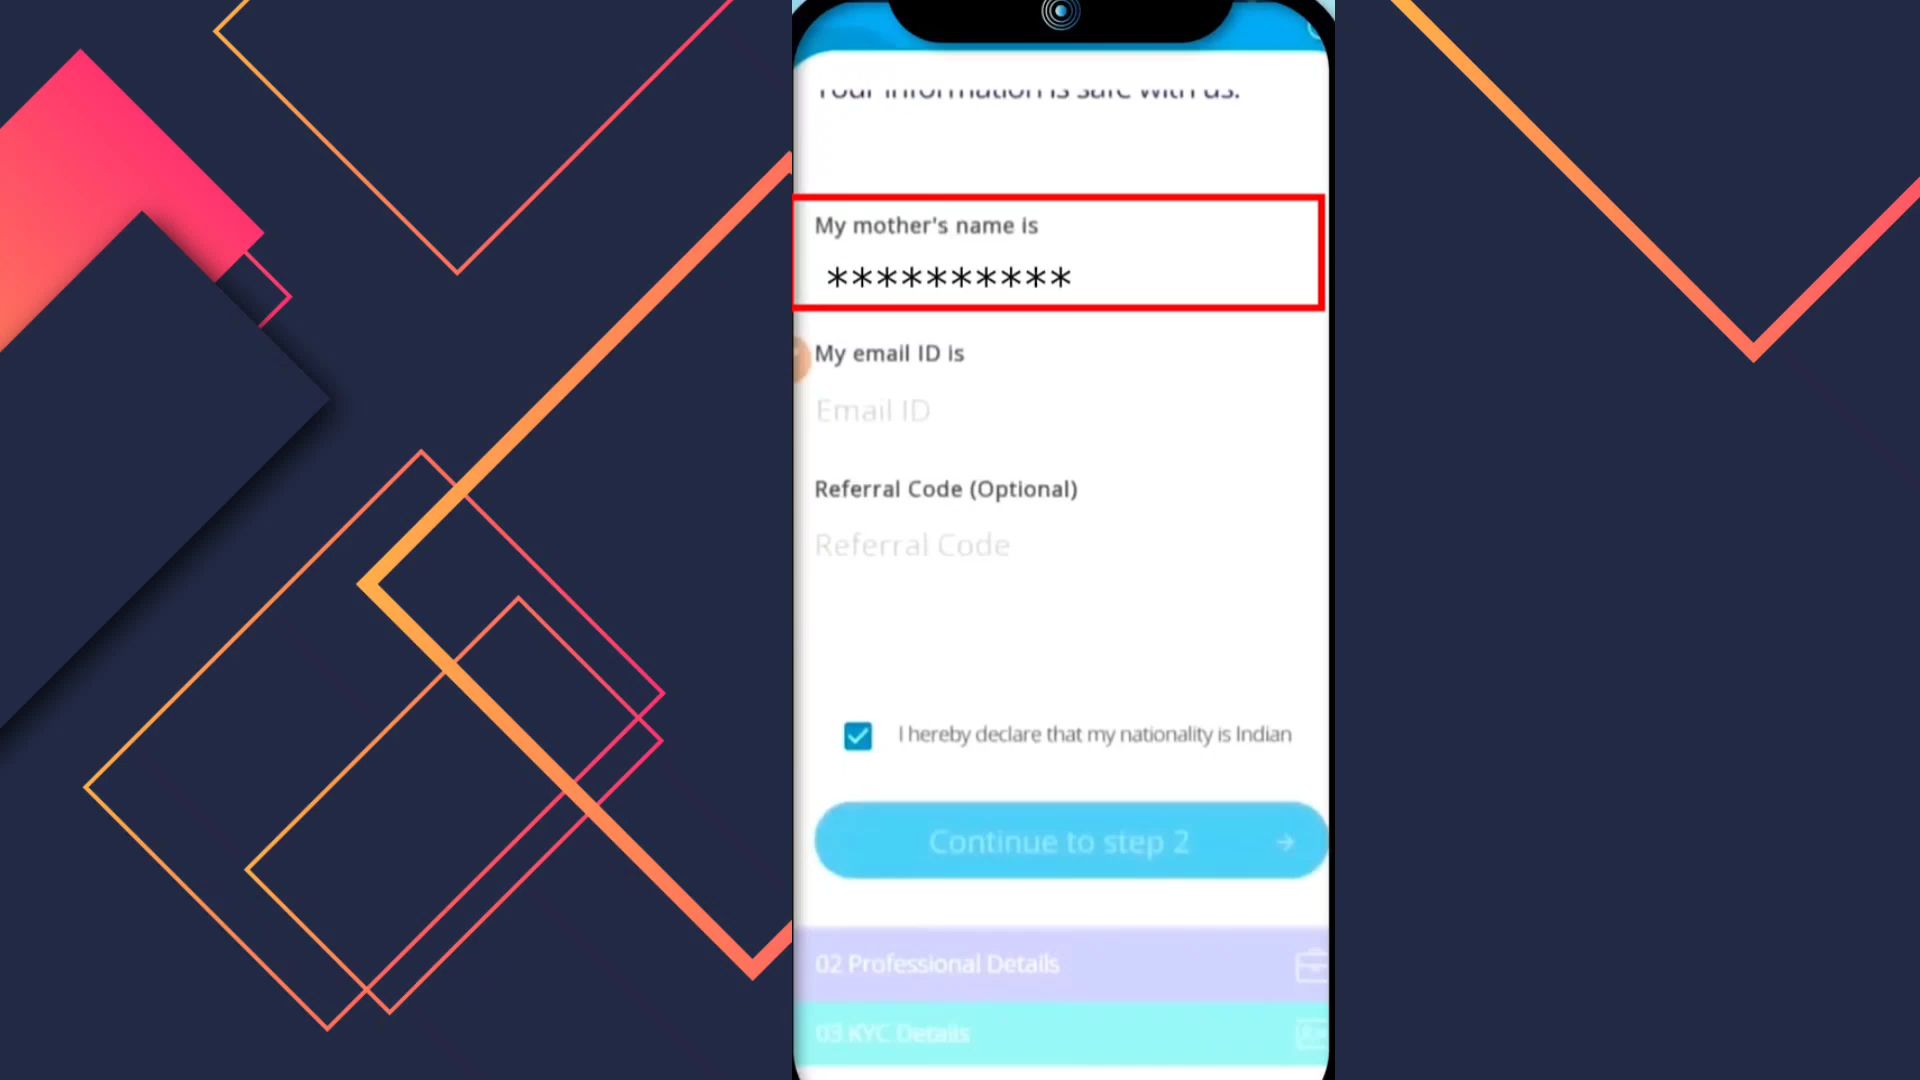 Your information is safe with us.
My mother's name is
**********
My email ID is
Email ID
Referral Code (Optional)
Referral Code
I hereby declare that my nationality is Indian
Continue to step 2
02 Professional Details
03 KYC Details